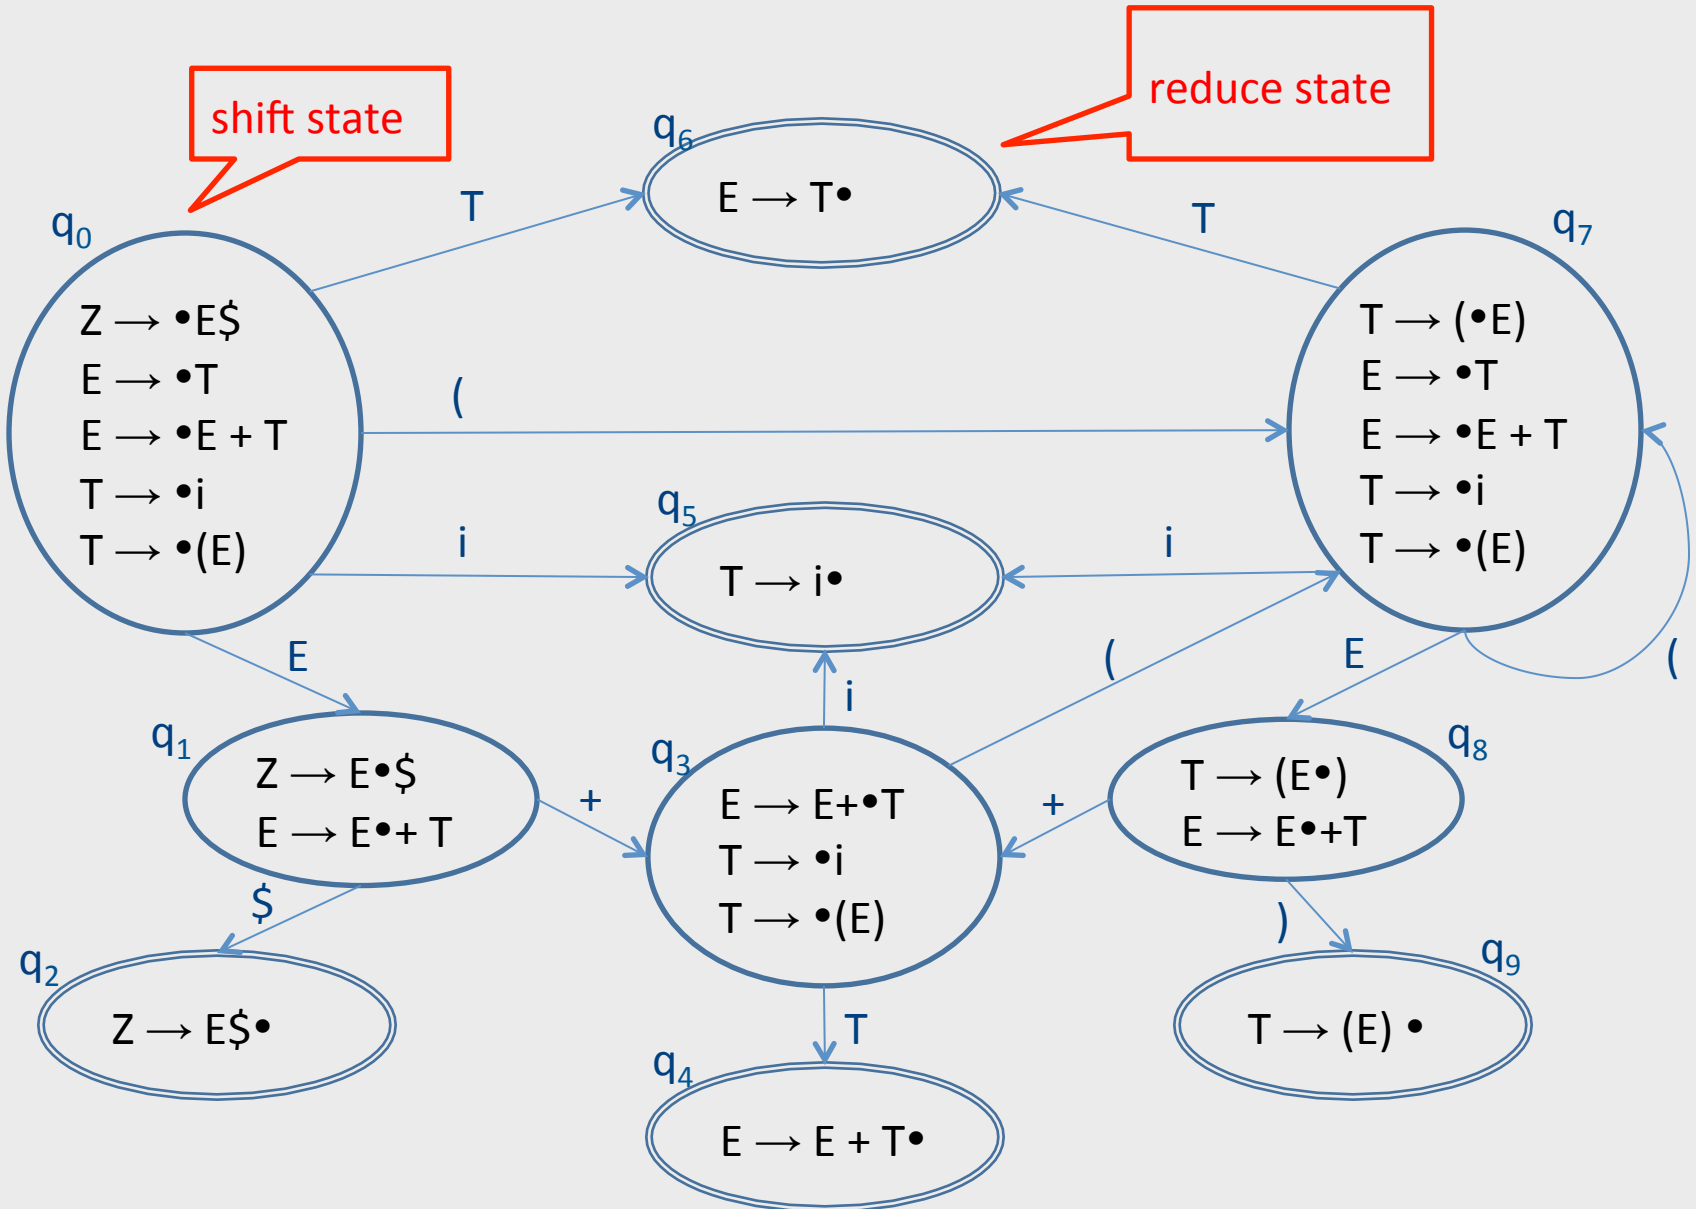 shift state
reduce state
q6
E → T•
T
T
q0
Z → •E$
E → •T
E → •E + T
T → •i
T → •(E)
q7
T → (•E)
E → •T
E → •E + T
T → •i
T → •(E)
(
q5
T → i•
i
i
E
i
(
E
(
q1
Z → E•$
E → E•+ T
+
q3
E → E+•T
T → •i
T → •(E)
+
q8
T → (E•)
E → E•+T
$
)
q2
Z → E$•
T
q9
T → (E) •
q4
E → E + T•